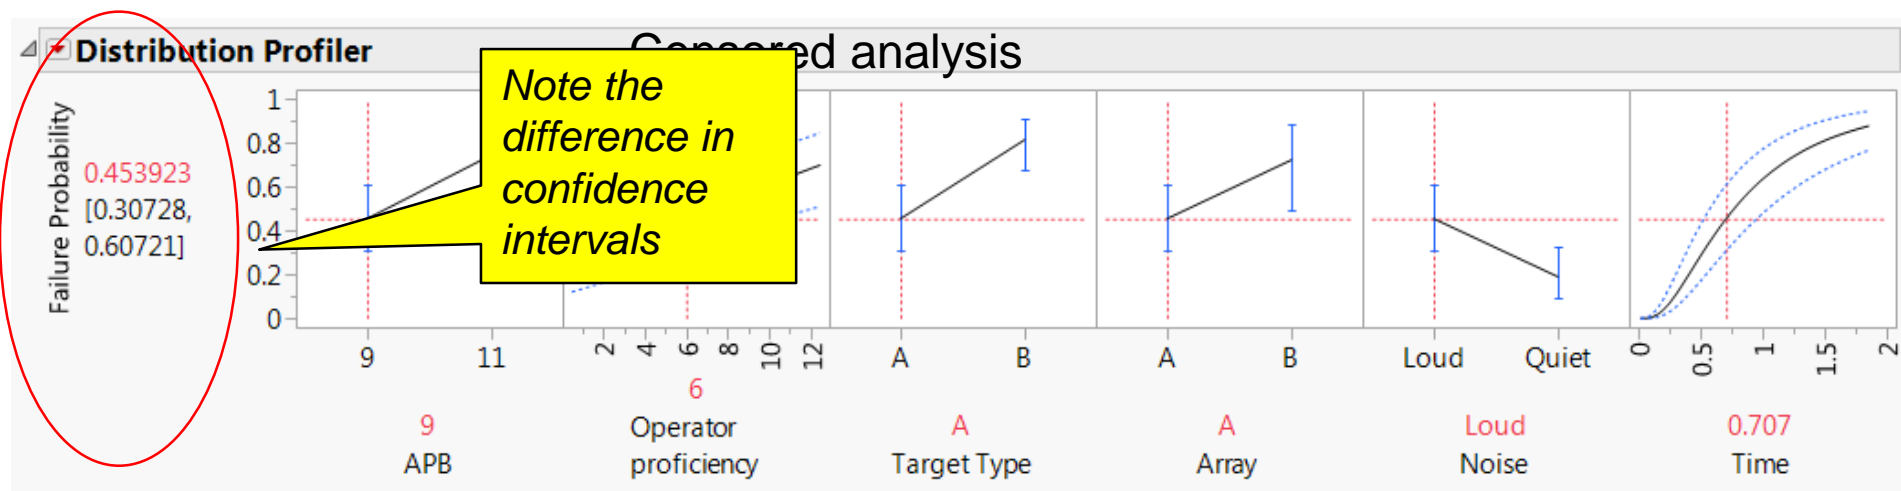 Distribution Profiler
analysis
Note the
difference in
confidence
intervals
Failure Probability
0.453923
[0.30728,
0.60721]
1
0.8
0.6
0.4
0.2
0
9 11
2 4 6 8 10 12
A B
A B
Loud Quiet
0 0.5 1 1.5 2
6
9
APB
Operator
proficiency
A
Target Type
A
Array
Loud
Noise
0.707
Time